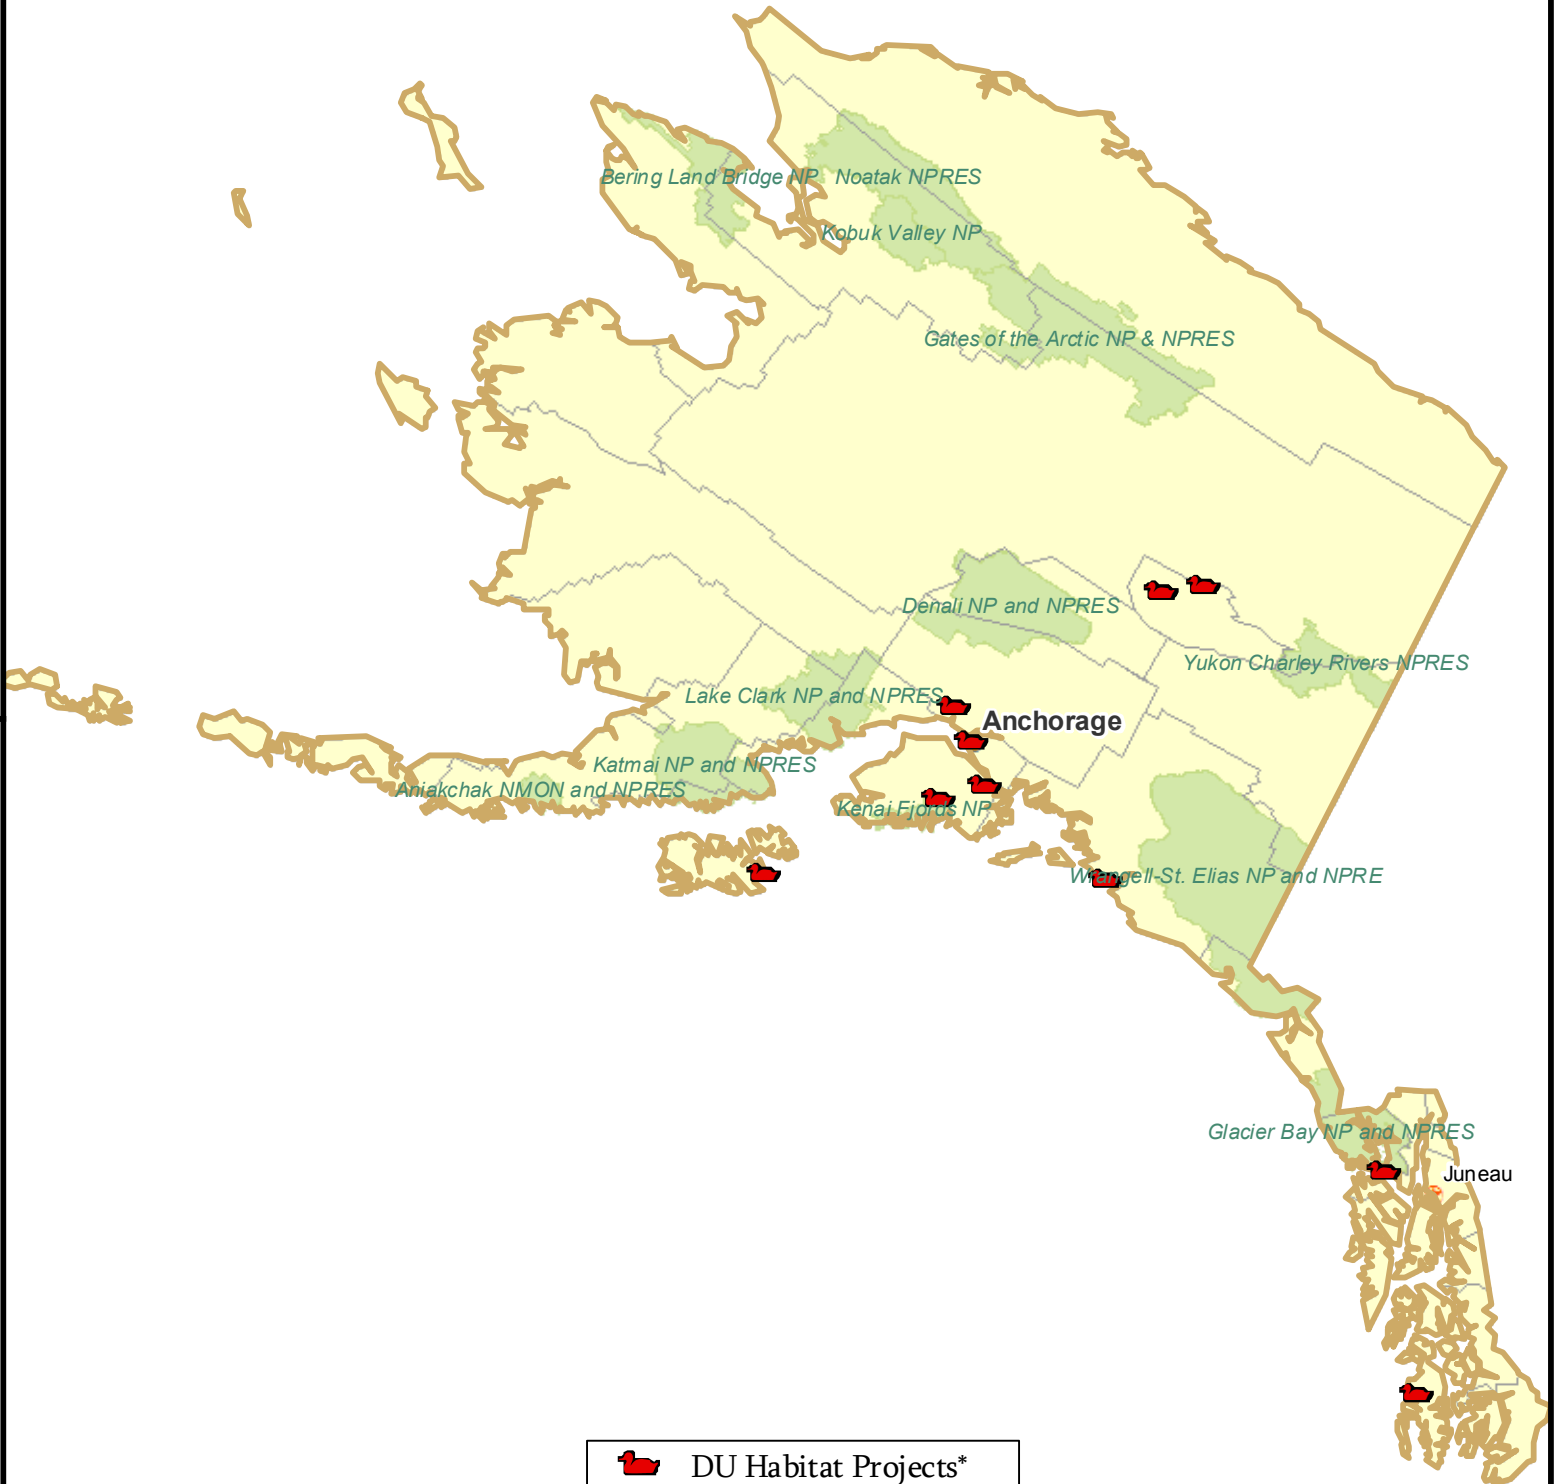 Bering Land Bridge NP
Noatak NPRES
Kobuk Valley NP
Gates of the Arctic NP & NPRES
Denali NP and NPRES
Yukon Charley Rivers NPRES
Lake Clark NP and NPRES
Anchorage
Katmai NP and NPRES
Aniakchak NMON and NPRES
Kenai Fjords NP
Wrangell-St. Elias NP and NPRE
Glacier Bay NP and NPRES
Juneau
DU Habitat Projects*